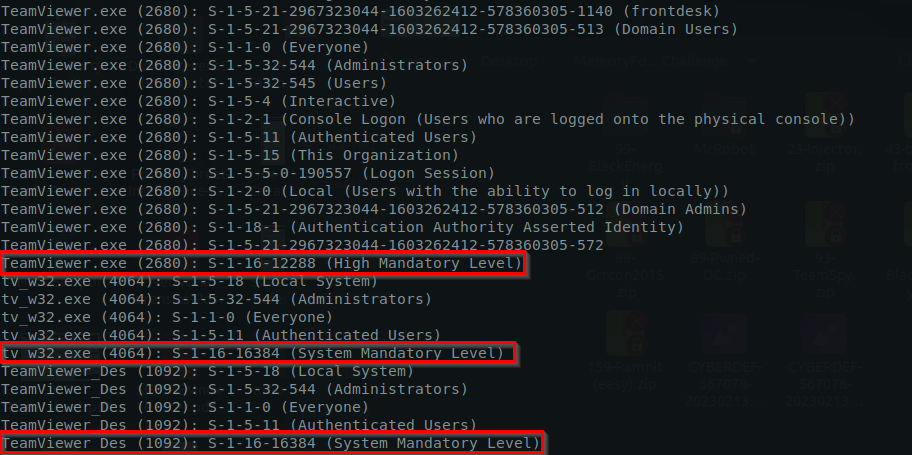 TeamViewer.exe (2680): S-1-5-21-2967323044-1603262412-578360305-1140 (frontdesk)
TeamViewer.exe (2680): S-1-5-21-2967323044-1603262412-578360305-513 (Domain Users)
TeamViewer.exe (2680): S-1-1-0 (Everyone)
TeamViewer.exe (2680): S-1-5-32-544 (Administrators)
TeamViewer.exe (2680): S-1-5-32-545 (Users)
TeamViewer.exe (2680): S-1-5-4 (Interactive)
TeamViewer.exe (2680): S-1-2-1 (Console Logon (Users who are logged onto the physical console))
TeamViewer.exe (2680): S-1-5-11 (Authenticated Users)
TeamViewer.exe (2680): S-1-5-15 (This Organization)
TeamViewer.exe (2680): S-1-5-5-0-190557 (Logon Session)
TeamViewer.exe (2680): S-1-2-0 (Local (Users with the ability to log in locally))
TeamViewer.exe (2680): S-1-5-21-2967323044-1603262412-578360305-512 (Domain Admins)
TeamViewer.exe (2680): S-1-18-1 (Authentication Authority Asserted Identity)
TeamViewer.exe (2680): S-1-5-21-2967323044-1603262412-578360305-572
TeamViewer.exe (2680): S-1-16-12288 (High Mandatory Level)
tv_w32.exe (4064): S-1-5-18 (Local System)
tv_w32.exe (4064): S-1-5-32-544 (Administrators)
tv_w32.exe (4064): S-1-1-0 (Everyone)
tv_w32.exe (4064): S-1-5-11 (Authenticated Users)
tv_w32.exe (4064): S-1-16-16384 (System Mandatory Level)
TeamViewer_Des (1092): S-1-5-18 (Local System)
TeamViewer_Des (1092): S-1-5-32-544 (Administrators)
TeamViewer_Des (1092): S-1-1-0 (Everyone)
TeamViewer_Des (1092): S-1-5-11 (Authenticated Users)
TeamViewer_Des (1092): S-1-16-16384 (System Mandatory Level)